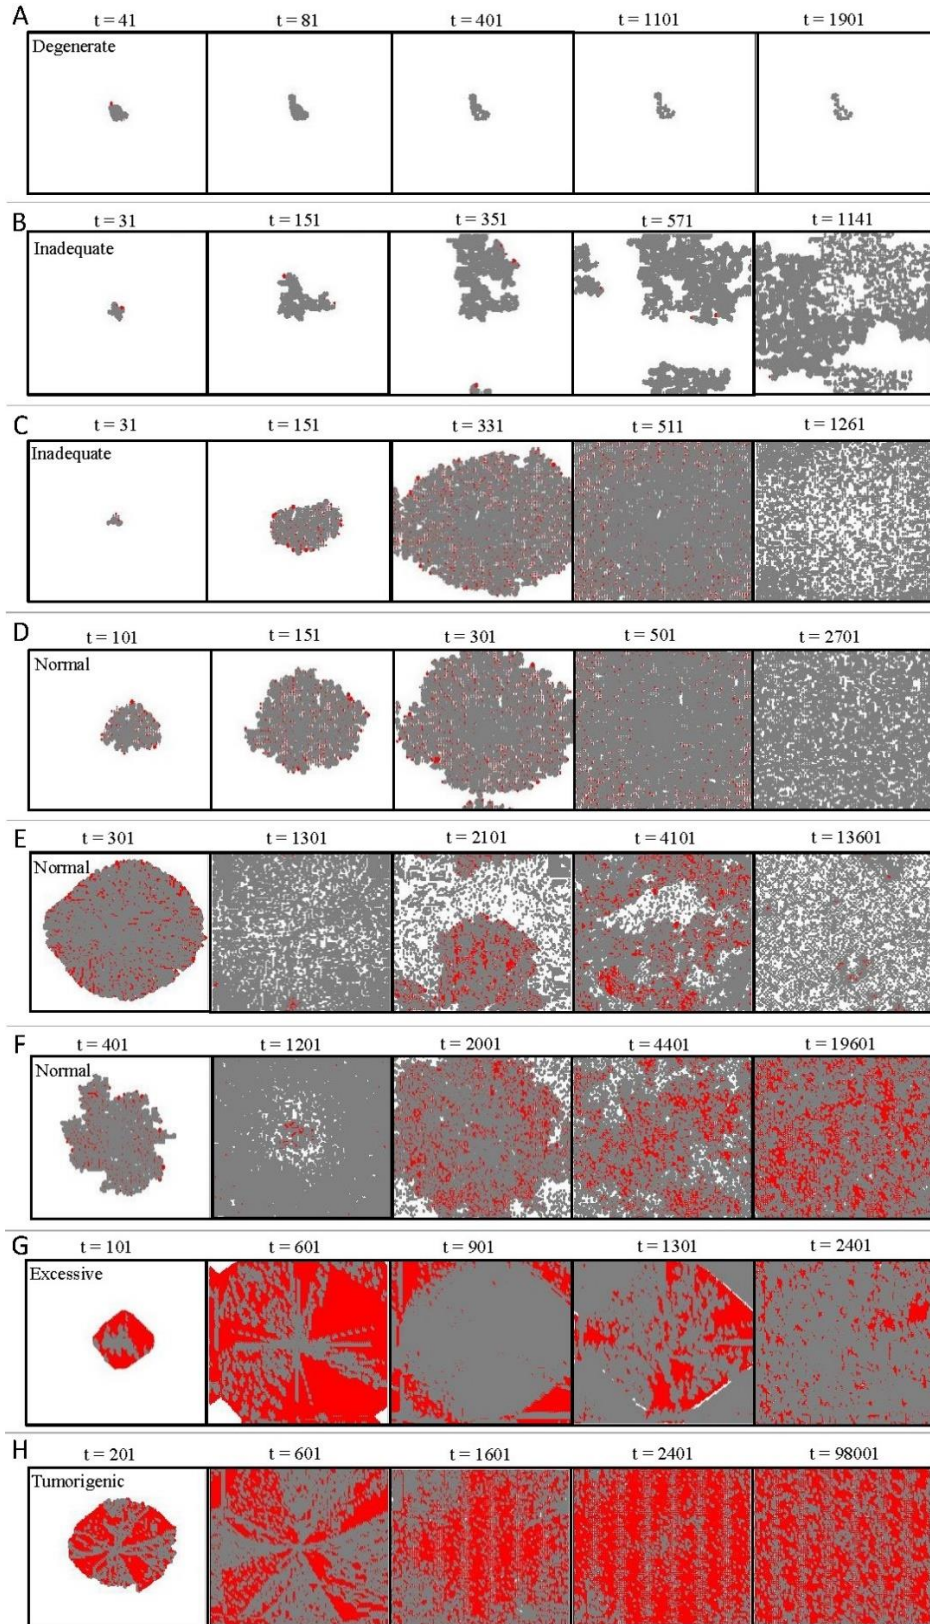 A
t = 41 t = 81 t = 401 t = 1101 t = 1901
Degenerate
B
t = 31 t = 151 t = 351 t = 571 t = 1141
Inadequate
C
t = 31 t = 151 t = 331 t = 511 t = 1261
Inadequate
D
t = 101 t = 151 t = 301 t = 501 t = 2701
Normal
E
t = 301 t = 1301 t = 2101 t = 4101 t = 13601
Normal
F
t = 401 t = 1201 t = 2001 t = 4401 t = 19601
Normal
G
t = 101 t = 601 t = 901 t = 1301 t = 2401
Excessive
H
t = 201 t = 601 t = 1601 t = 2401 t = 98001
Tumorigenic